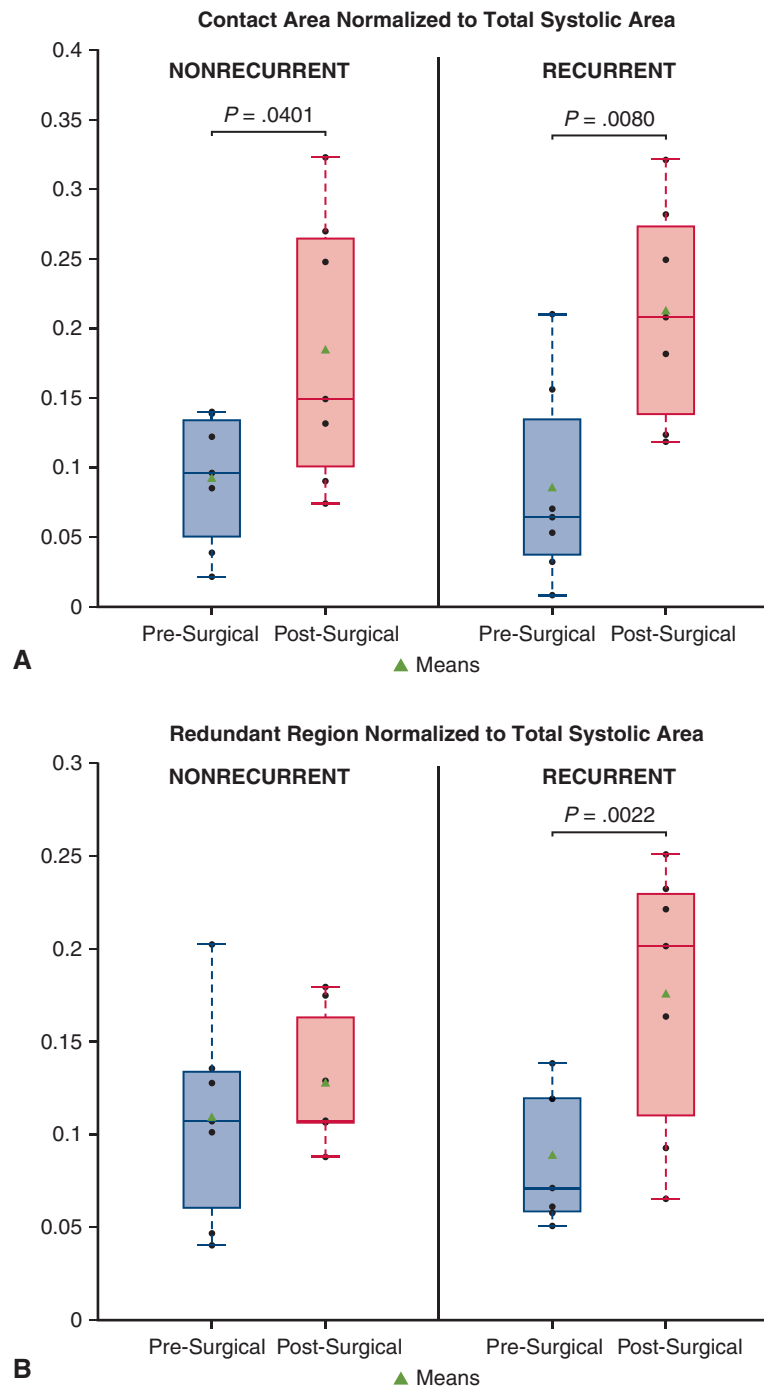 Contact Area Normalized to Total Systolic Area
0.4
NONRECURRENT
RECURRENT
0.35
P = .0401
P = .0080
0.3
0.25
0.2
0.15
0.1
0.05
0
Pre-Surgical
Post-Surgical
Pre-Surgical
Post-Surgical
A
Means
Redundant Region Normalized to Total Systolic Area
0.3
NONRECURRENT
RECURRENT
P = .0022
0.25
0.2
0.15
0.1
0.05
0
Pre-Surgical
Post-Surgical
Pre-Surgical
Post-Surgical
B
Means